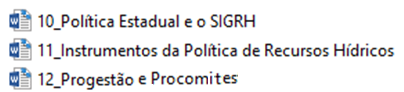 10_Política Estadual e o SIGRH
11_Instrumentos da Política de Recursos Hídricos
12_Progestão e Procomites